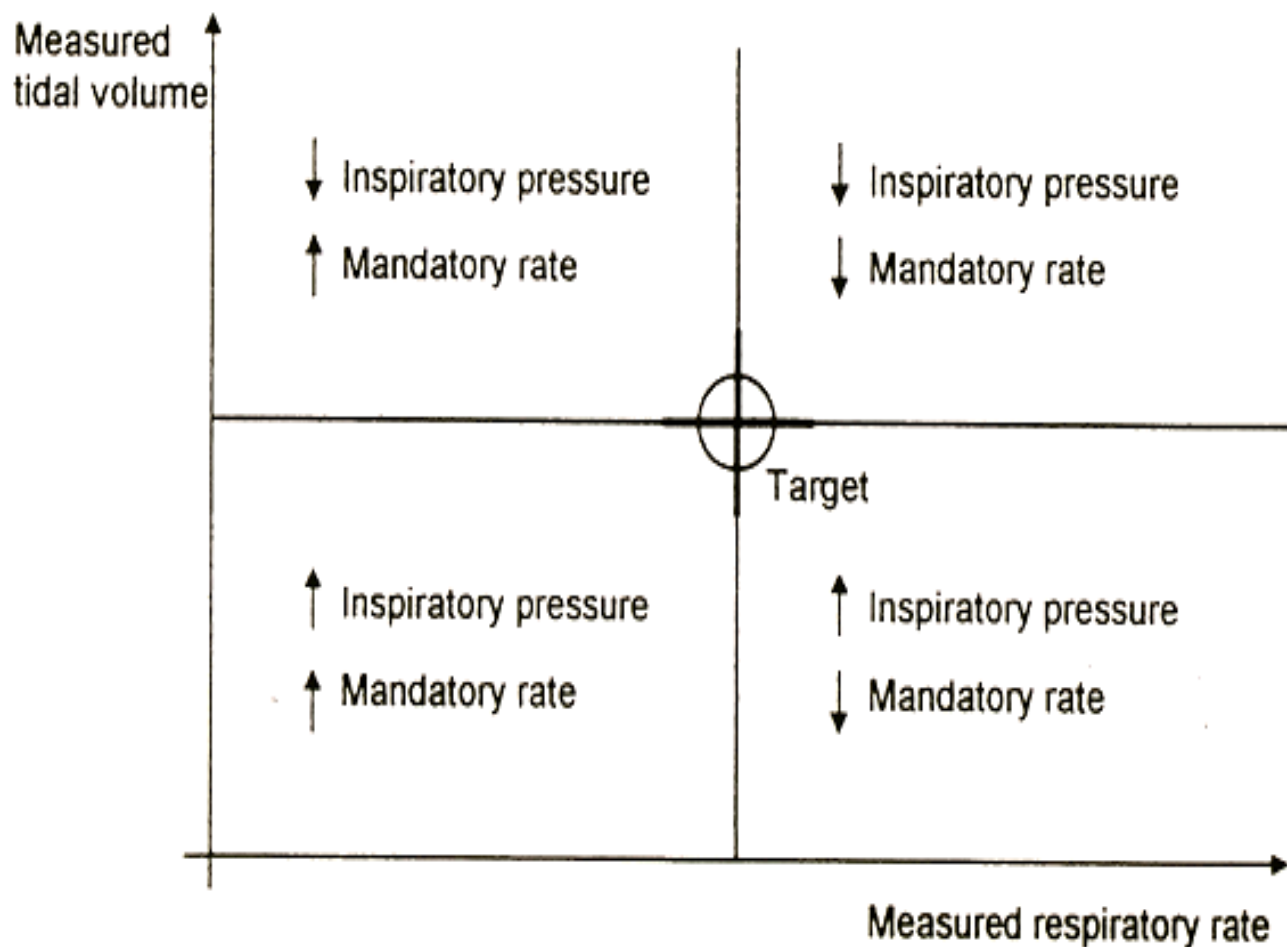 Measured
tidal volume
↓ Inspiratory pressure
↑ Mandatory rate
↓ Inspiratory pressure
↓ Mandatory rate
Target
↑ Inspiratory pressure
↑ Mandatory rate
↑ Inspiratory pressure
↓ Mandatory rate
Measured respiratory rate